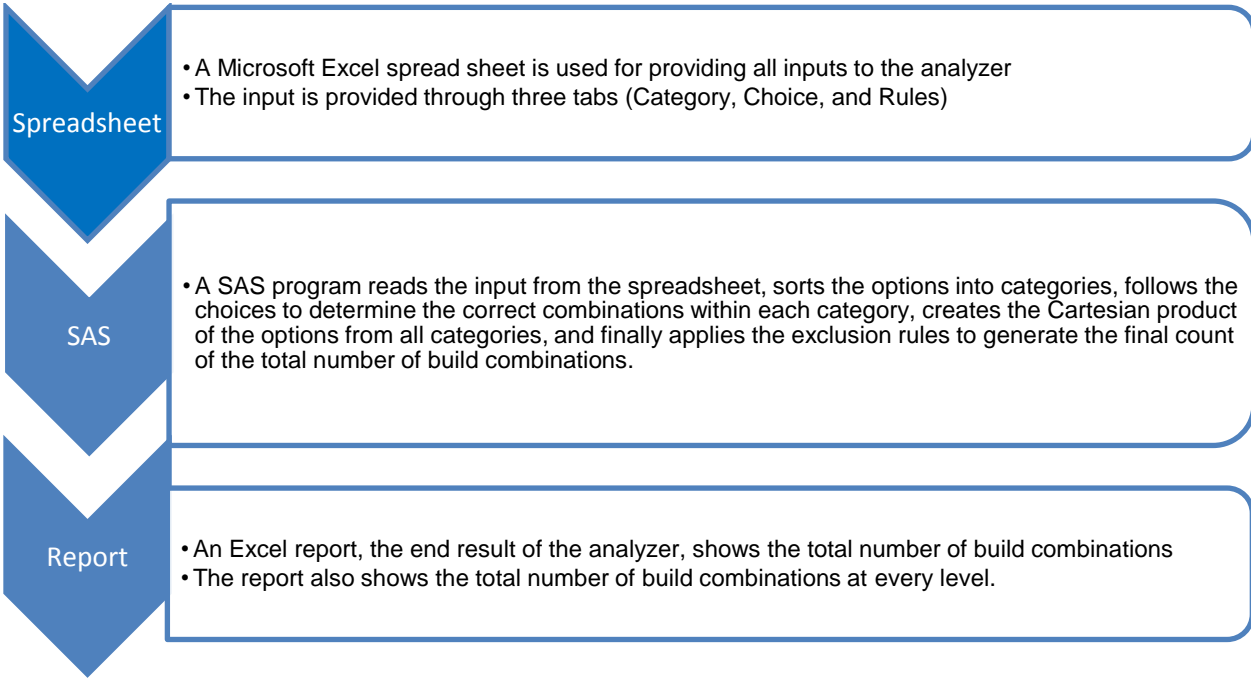 Spreadsheet
• A Microsoft Excel spread sheet is used for providing all inputs to the analyzer
• The input is provided through three tabs (Category, Choice, and Rules)
SAS
• A SAS program reads the input from the spreadsheet, sorts the options into categories, follows the
choices to determine the correct combinations within each category, creates the Cartesian product
of the options from all categories, and finally applies the exclusion rules to generate the final count
of the total number of build combinations.
Report
• An Excel report, the end result of the analyzer, shows the total number of build combinations
• The report also shows the total number of build combinations at every level.